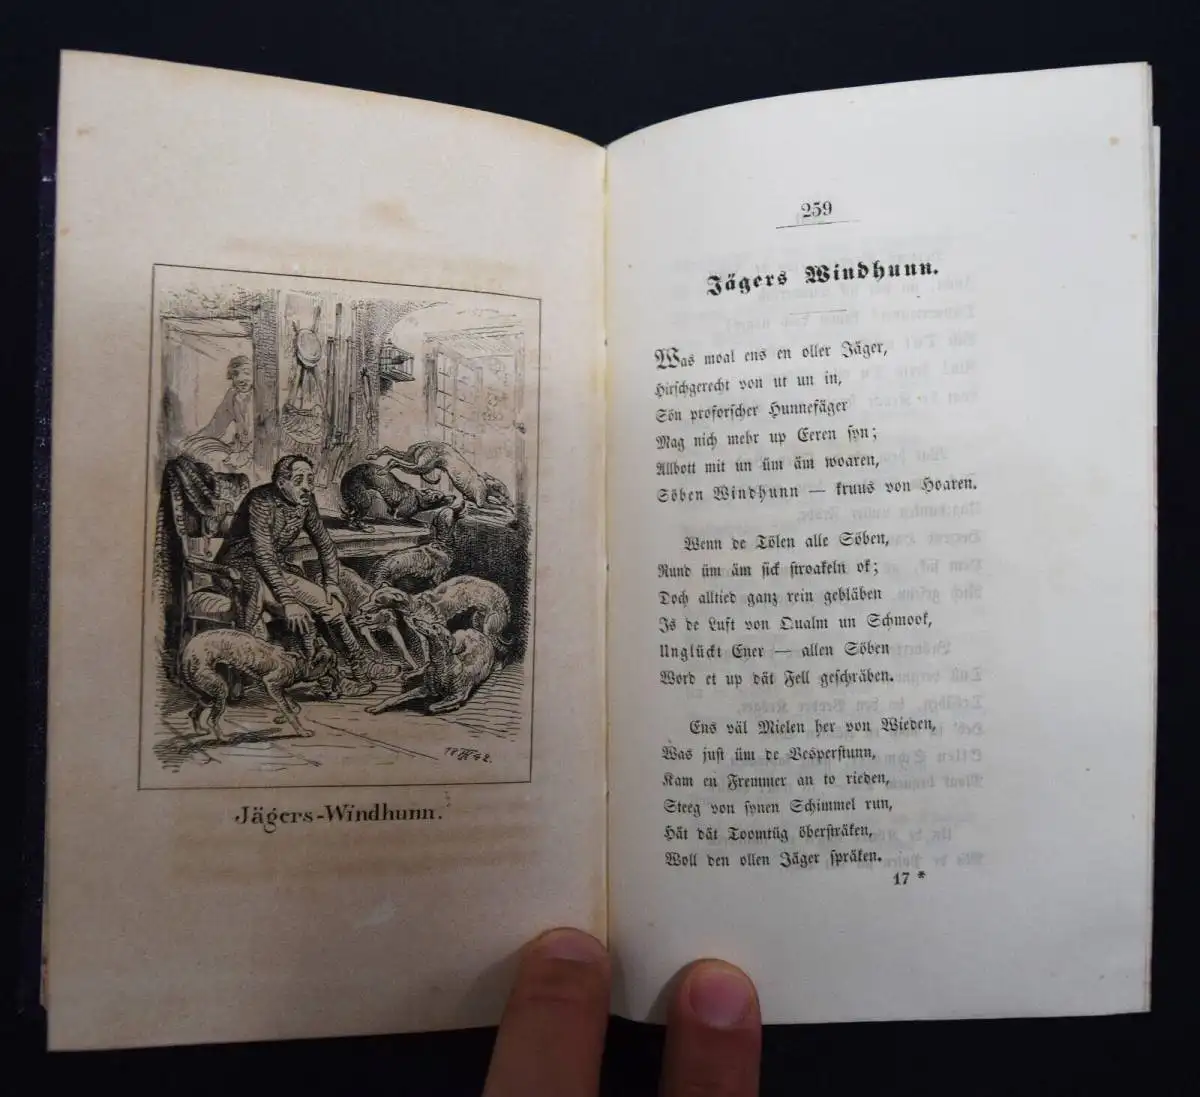 1842.
Jägers-Windhunn.
259
Jägers Windhunn.
Was moal ens en oller Jäger,
Hirschgerecht von ut un in,
Sön proforscher Hunnefäger
Mag nich mehr up Eeren syn;
Allbott mit un üm äm woaren,
Söben Windhunn — kruus von Hoaren.
Wenn de Tölen alle Söben,
Rund üm äm sick stroakeln ok;
Doch alltied ganz rein gebläben
Is de Luft von Qualm un Schmook,
Unglückt Ener — allen Söben
Word et up dät Fell geschräben.
Ens väl Mielen her von Wieden,
Was just üm de Vesperstunn,
Kam en Fremmer an to rieden,
Steeg von synen Schimmel run,
Hät dät Toomtüg öberstráken,
Woll den ollen Jäger spráken.
17 *